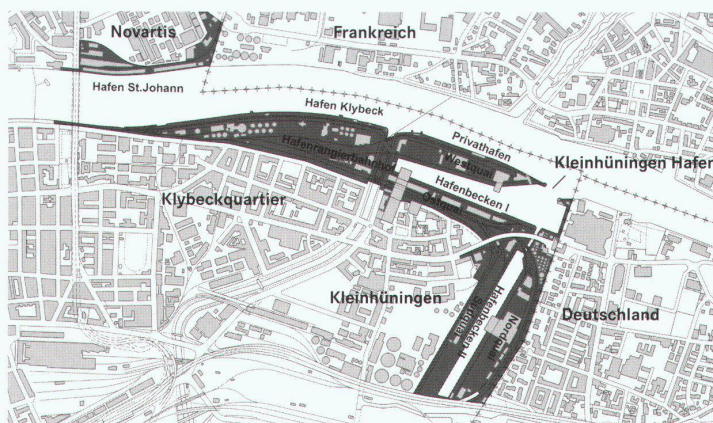 Novartis
Frankreich
Hafen St.Johann
Hafen Klybeck
Privathafen
Hafenrangierbahnhof
Westquai
Kleinhüningen Hafen
Hafenbecken I
Ostquai
Klybeckquartier
Kleinhüningen
Hafenbecken II
Südquai
Nordquai
Deutschland